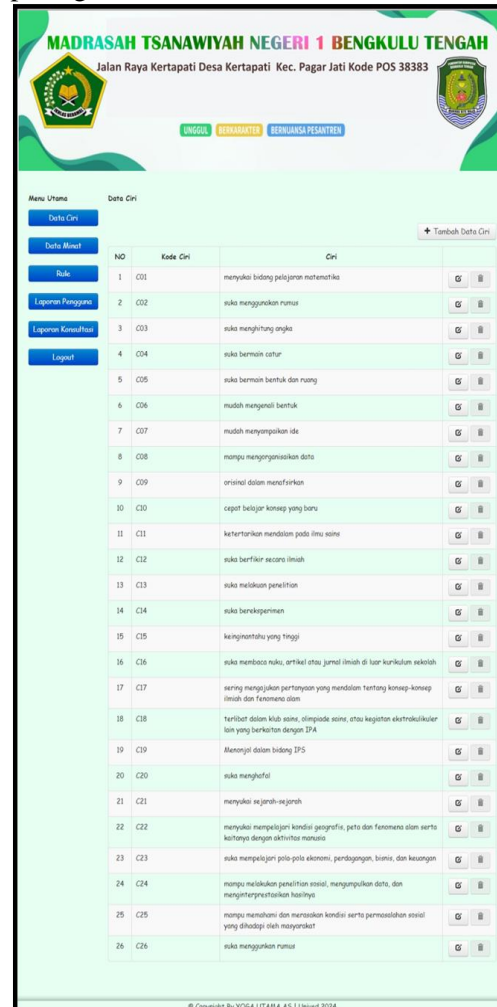 MADRASAH TSANAWIYAH NEGERI 1 BENGKULU TENGAH
Jalan Raya Kertapati Desa Kertapati Kec. Pagar Jati Kode POS 38383
UNGGUL BERKARAKTER BERNUANSA PESANTREN
Menu Utama
Data Ciri
Data Minat
Rule
Laporan Pengguna
Laporan Konsultasi
Logout
Data Ciri
+ Tambah Data Ciri
NO Kode Ciri Ciri
1 C01 menyukai bidang pelajaran matematika
2 C02 suka menggunakan rumus
3 C03 suka menghitung angka
4 C04 suka bermain catur
5 C05 suka bermain bentuk dan ruang
6 C06 mudah mengenali bentuk
7 C07 mudah menyampaikan ide
8 C08 mampu mengorganisaikan data
9 C09 orisinal dalam menafsirkan
10 C10 cepat belajar konsep yang baru
11 C11 ketertarikan mendalam pada ilmu sains
12 C12 suka berfikir secara ilmiah
13 C13 suka melakuan penelitian
14 C14 suka bereksperimen
15 C15 keinginantahu yang tinggi
16 C16 suka membaca nuku, artikel atau jurnal ilmiah di luar kurikulum sekolah
17 C17 sering mengajukan pertanyaan yang mendalam tentang konsep-konsep
ilmiah dan fenomena alam
18 C18 terlibat dalam klub sains, olimpiade sains, atau kegiatan ekstrakulikuler
lain yang berkaitan dengan IPA
19 C19 Menonjol dalam bidang IPS
20 C20 suka menghafal
21 C21 menyukai sejarah-sejarah
22 C22 menyukai mempelajari kondisi geografis, peta dan fenomena alam serta
kaitanya dengan aktivitas manusia
23 C23 suka mempelajari pola-pola ekonomi, perdagangan, bismis, dan keuangan
24 C24 mampu melakukan penelitian sosial, mengumpulkan data, dan
menginterprestasikan hasilnya
25 C25 mampu memahami dan merasakan kondisi serta permasalahan sosial
yang dihadapi oleh masyarakat
26 C26 suka menggunkan rumus
© Copyright By YOGA UTAMA AS | Unived 2024